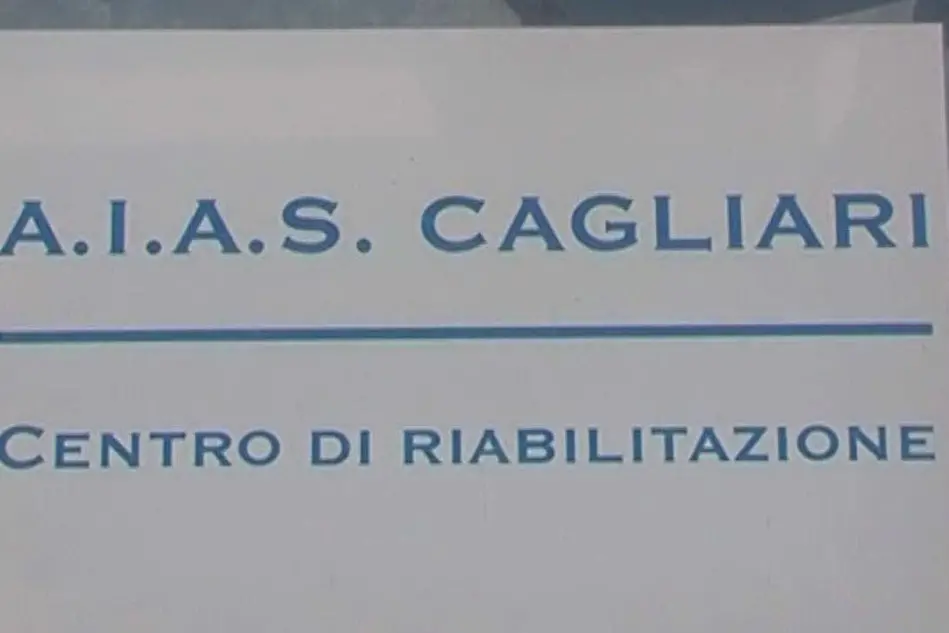 A.I.A.S. CAGLIARI
CENTRO DI RIABILITAZIONE